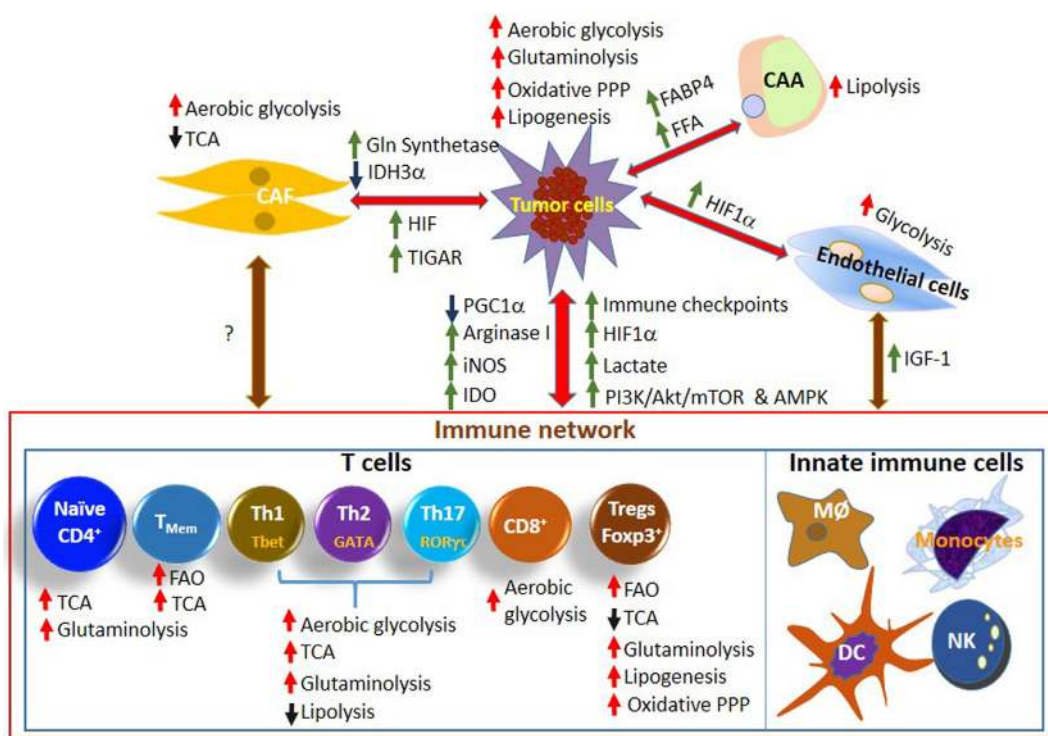 Aerobic glycolysis
Glutaminolysis
Oxidative PPP
Lipogenesis
CAA
Lipolysis
FABP4
FFA
Aerobic glycolysis
TCA
Gln Synthetase
IDH3α
CAF
Tumor cells
HIF
TIGAR
HIF1α
Glycolysis
Endothelial cells
?
PGC1α
Arginase I
iNOS
IDO
Immune checkpoints
HIF1α
Lactate
PI3K/Akt/mTOR & AMPK
IGF-1
Immune network
T cells
Naïve
CD4⁺
TMem
Th1
Tbet
Th2
GATA
Th17
RORγτ
CD8⁺
Tregs
Foxp3⁺
TCA
Glutaminolysis
FAO
TCA
Aerobic glycolysis
TCA
Glutaminolysis
Lipolysis
Aerobic
glycolysis
FAO
TCA
Glutaminolysis
Lipogenesis
Oxidative PPP
Innate immune cells
MØ
Monocytes
DC
NK